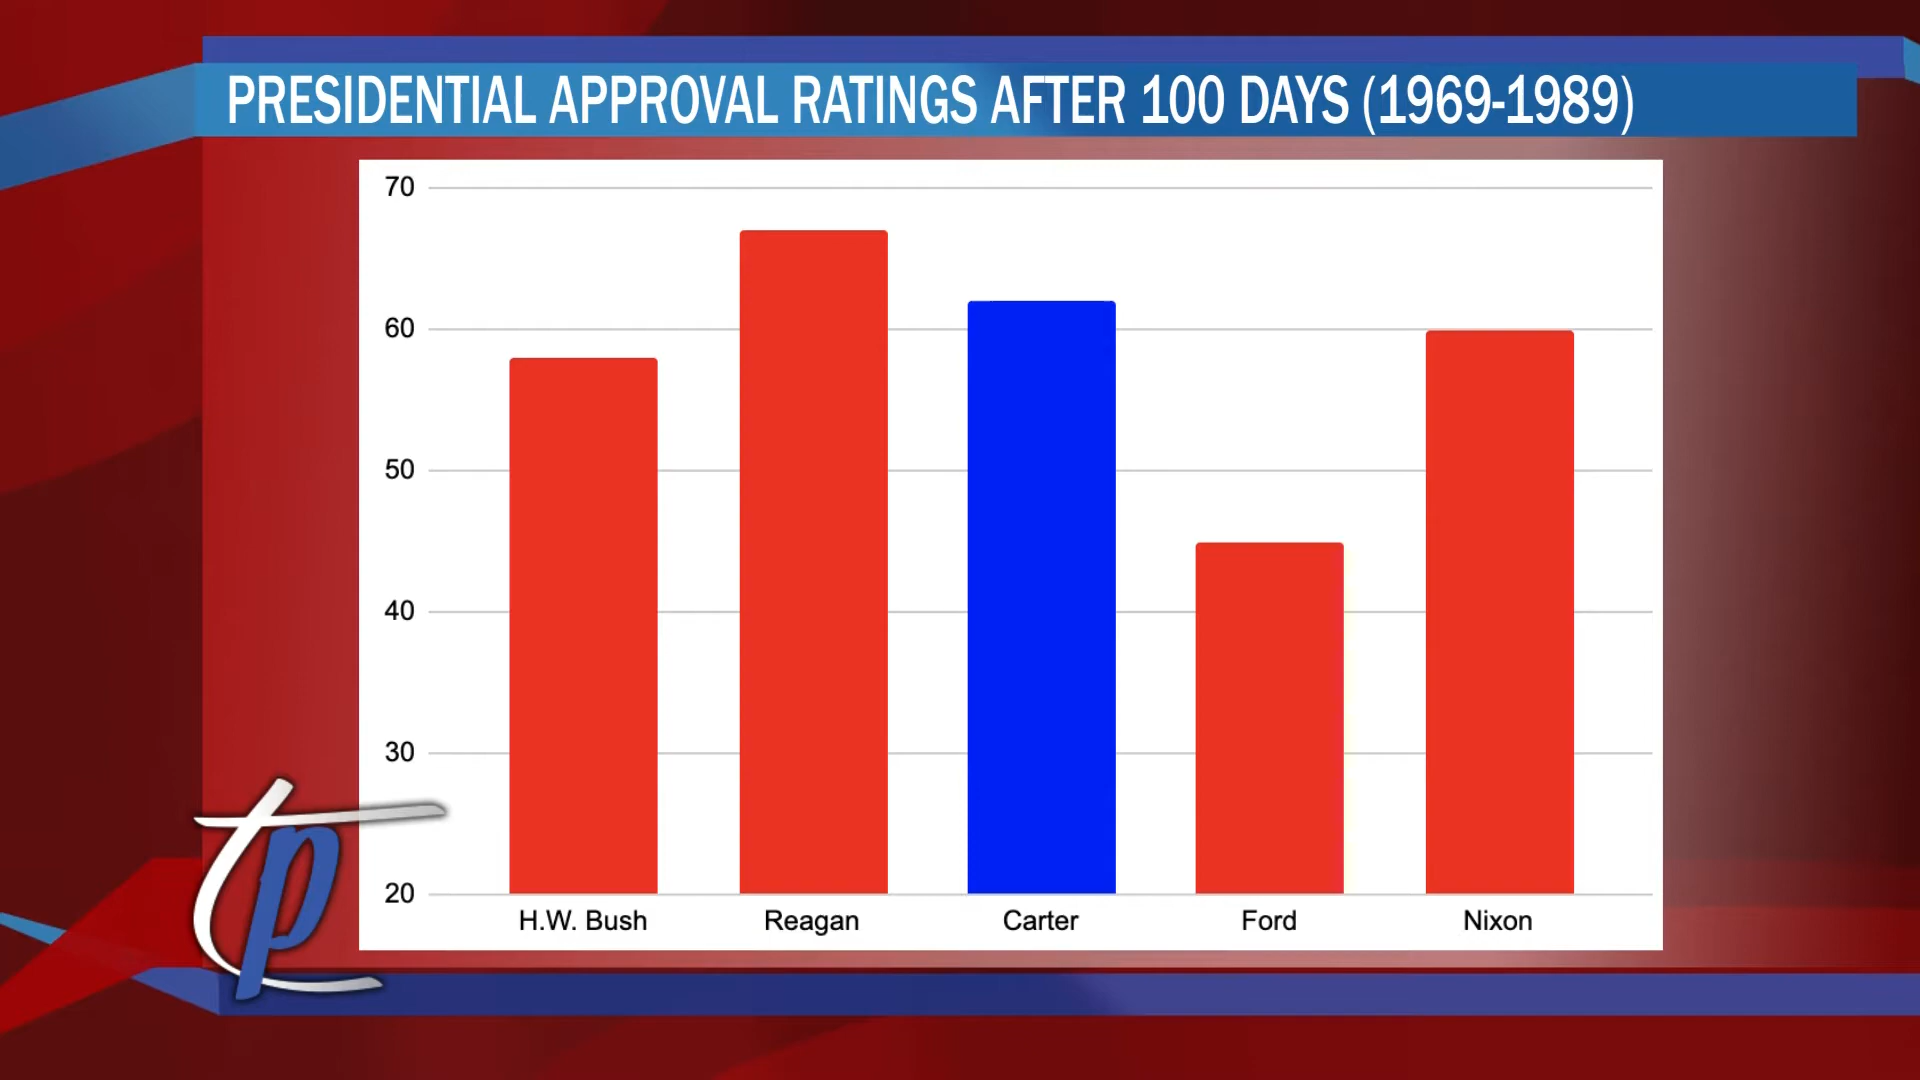 PRESIDENTIAL APPROVAL RATINGS AFTER 100 DAYS (1969-1989)
70
60
50
40
30
20
H.W. Bush Reagan Carter Ford Nixon
tp